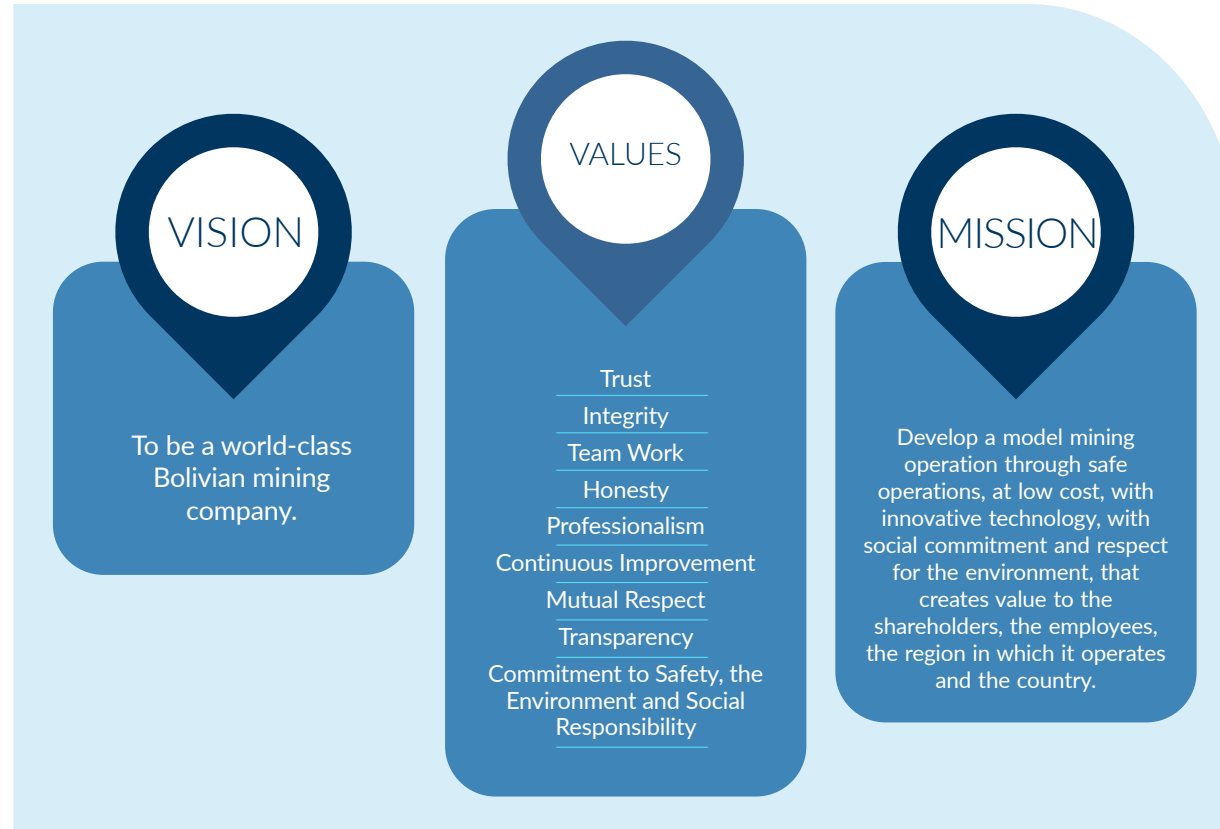 VISION
To be a world-class
Bolivian mining
company.
VALUES
Trust
Integrity
Team Work
Honesty
Professionalism
Continuous Improvement
Mutual Respect
Transparency
Commitment to Safety, the
Environment and Social
Responsibility
MISSION
Develop a model mining
operation through safe
operations, at low cost, with
innovative technology, with
social commitment and respect
for the environment, that
creates value to the
shareholders, the employees,
the region in which it operates
and the country.